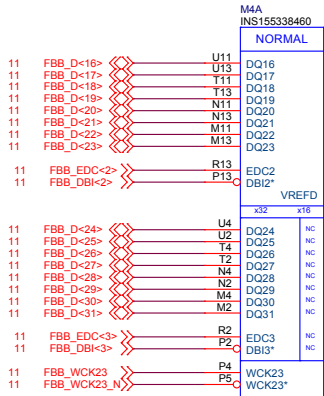 M4A
INS155338460
NORMAL
11 FBB_D<16> U11 DQ16
11 FBB_D<17> U13 DQ17
11 FBB_D<18> T11 DQ18
11 FBB_D<19> T13 DQ19
11 FBB_D<20> N11 DQ20
11 FBB_D<21> N13 DQ21
11 FBB_D<22> M11 DQ22
11 FBB_D<23> M13 DQ23
11 FBB_EDC<2> R13 EDC2
11 FBB_DBI<2> P13 DBI2*
VREFD
x32 x16
11 FBB_D<24> U4 DQ24 NC
11 FBB_D<25> U2 DQ25 NC
11 FBB_D<26> T4 DQ26 NC
11 FBB_D<27> T2 DQ27 NC
11 FBB_D<28> N4 DQ28 NC
11 FBB_D<29> N2 DQ29 NC
11 FBB_D<30> M4 DQ30 NC
11 FBB_D<31> M2 DQ31 NC
11 FBB_EDC<3> R2 EDC3 NC
11 FBB_DBI<3> P2 DBI3* NC
11 FBB_WCK23 P4 WCK23
11 FBB_WCK23_N P5 WCK23*